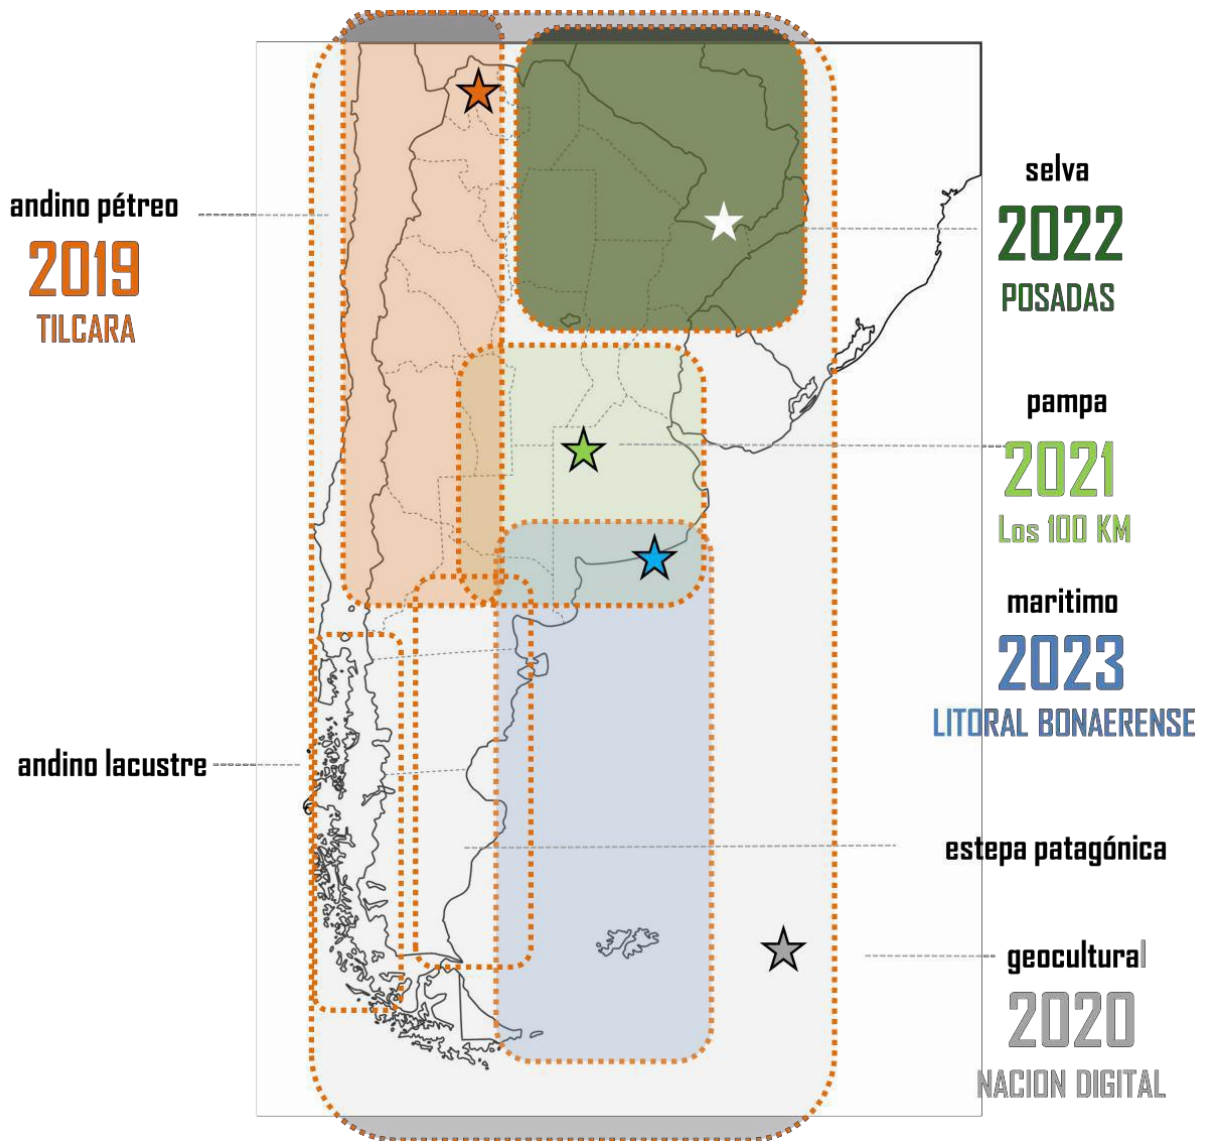 andino pétreo
2019
TILCARA
andino lacustre
selva
2022
POSADAS
pampa
2021
Los 100 KM
maritimo
2023
LITORAL BONAERENSE
estepa patagónica
geocultural
2020
NACION DIGITAL